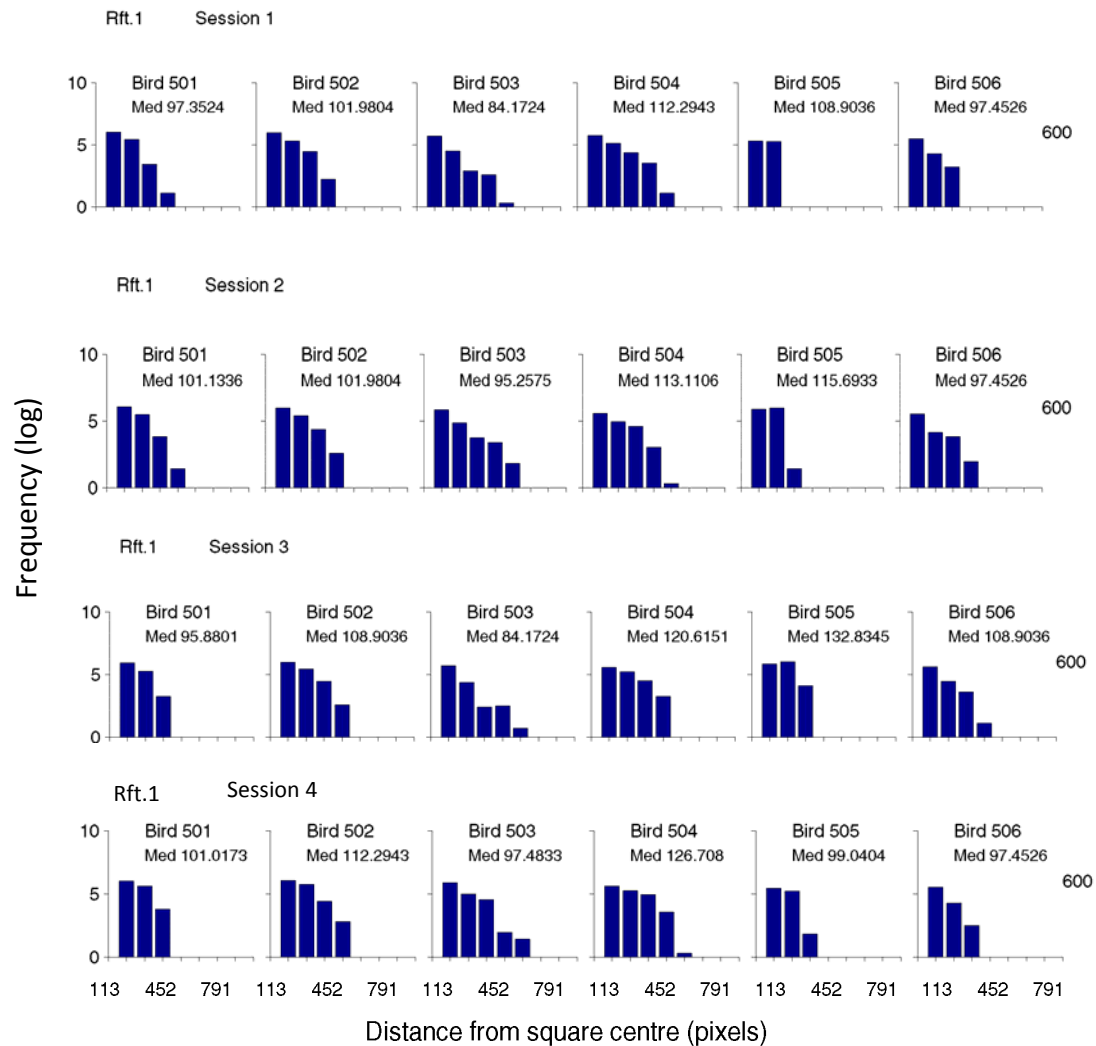 Rft.1 Session 1
10 Bird 501 Bird 502 Bird 503 Bird 504 Bird 505 Bird 506
Med 97.3524 Med 101.9804 Med 84.1724 Med 112.2943 Med 108.9036 Med 97.4526
5 600
0
Rft.1 Session 2
10 Bird 501 Bird 502 Bird 503 Bird 504 Bird 505 Bird 506
Med 101.1336 Med 101.9804 Med 95.2575 Med 113.1106 Med 115.6933 Med 97.4526
5 600
0
Frequency (log)
Rft.1 Session 3
10 Bird 501 Bird 502 Bird 503 Bird 504 Bird 505 Bird 506
Med 95.8801 Med 108.9036 Med 84.1724 Med 120.6151 Med 132.8345 Med 108.9036
5 600
0
Rft.1 Session 4
10 Bird 501 Bird 502 Bird 503 Bird 504 Bird 505 Bird 506
Med 101.0173 Med 112.2943 Med 97.4833 Med 126.708 Med 99.0404 Med 97.4526
5 600
0
113 452 791 113 452 791 113 452 791 113 452 791 113 452 791 113 452 791
Distance from square centre (pixels)